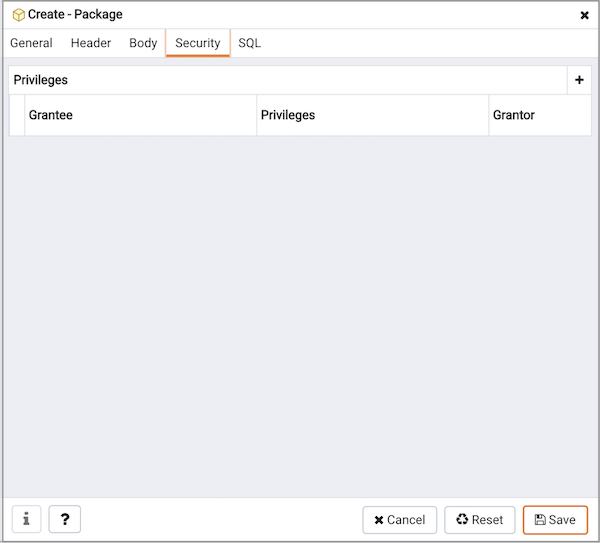 Create - Package
General Header Body Security SQL
Privileges
Grantee Privileges Grantor
i ? Cancel Reset Save